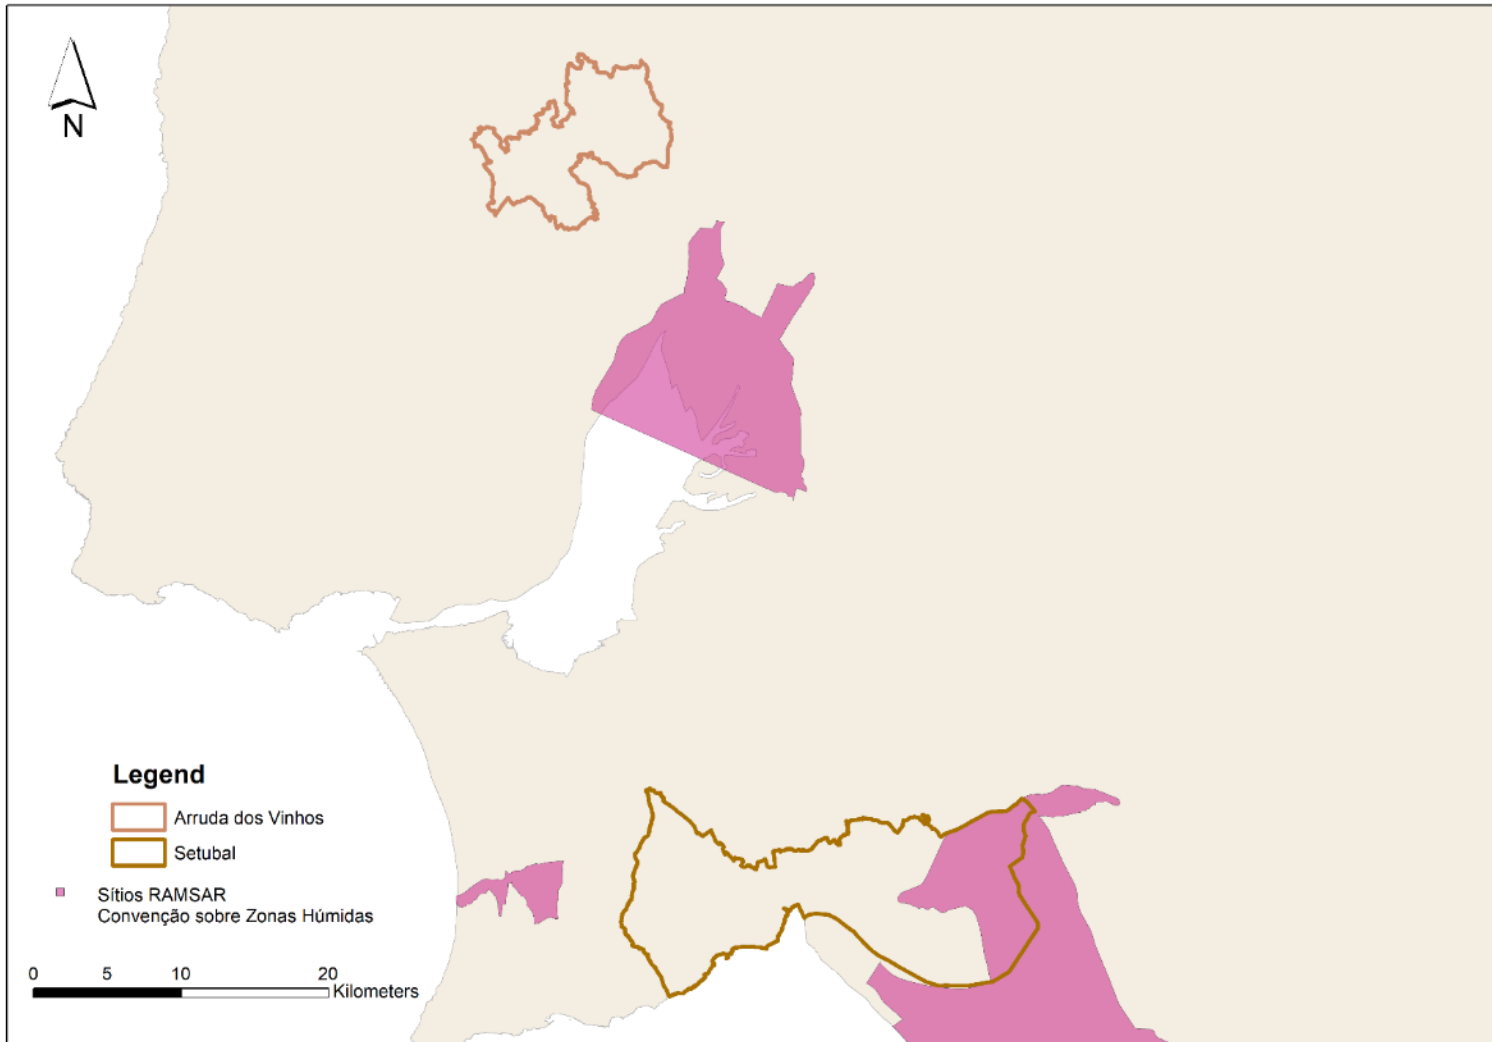 N
Legend
Arruda dos Vinhos
Setubal
Sítios RAMSAR
Convenção sobre Zonas Húmidas
0 5 10 20
Kilometers